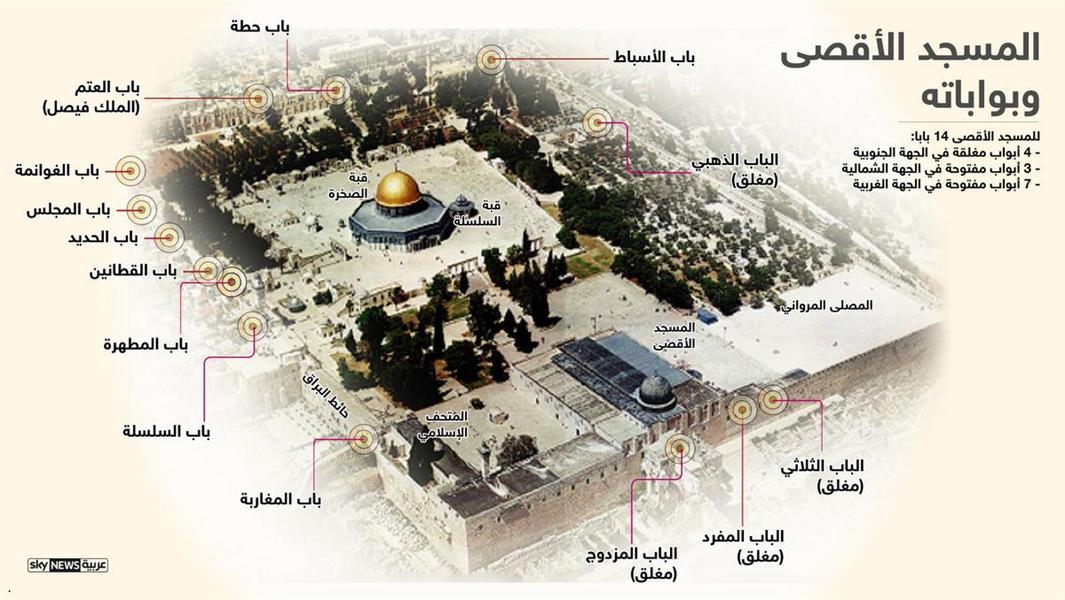 المسجد الأقصى
وبواباته
للمسجد الأقصى 14 بابا:
- 4 أبواب مغلقة في الجهة الجنوبية
- 3 أبواب مفتوحة في الجهة الشمالية
- 7 أبواب مفتوحة في الجهة الغربية
باب حطة
باب الأسباط
باب العتم
(الملك فيصل)
الباب الذهبي
(مغلق)
باب الغوانمة
باب المجلس
باب الحديد
باب القطانين
باب المطهرة
باب السلسلة
قبة
الصخرة
قبة
السلسلة
المصلى المرواني
المسجد
الأقصى
حائط البراق
المتحف
الإسلامي
باب المغاربة
الباب الثلاثي
(مغلق)
الباب المفرد
(مغلق)
الباب المزدوج
(مغلق)
sky NEWS عربية